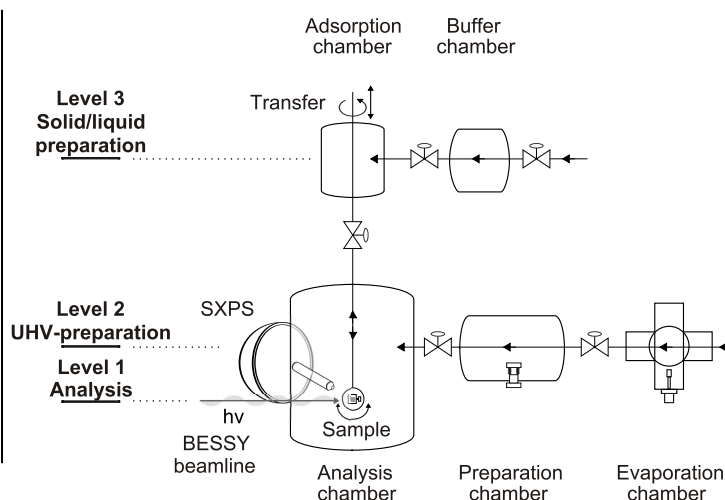 Adsorption
chamber
Buffer
chamber
Level 3
Solid/liquid
preparation
Transfer
Level 2
UHV-preparation
SXPS
Level 1
Analysis
hν
BESSY
beamline
Sample
Analysis
chamber
Preparation
chamber
Evaporation
chamber